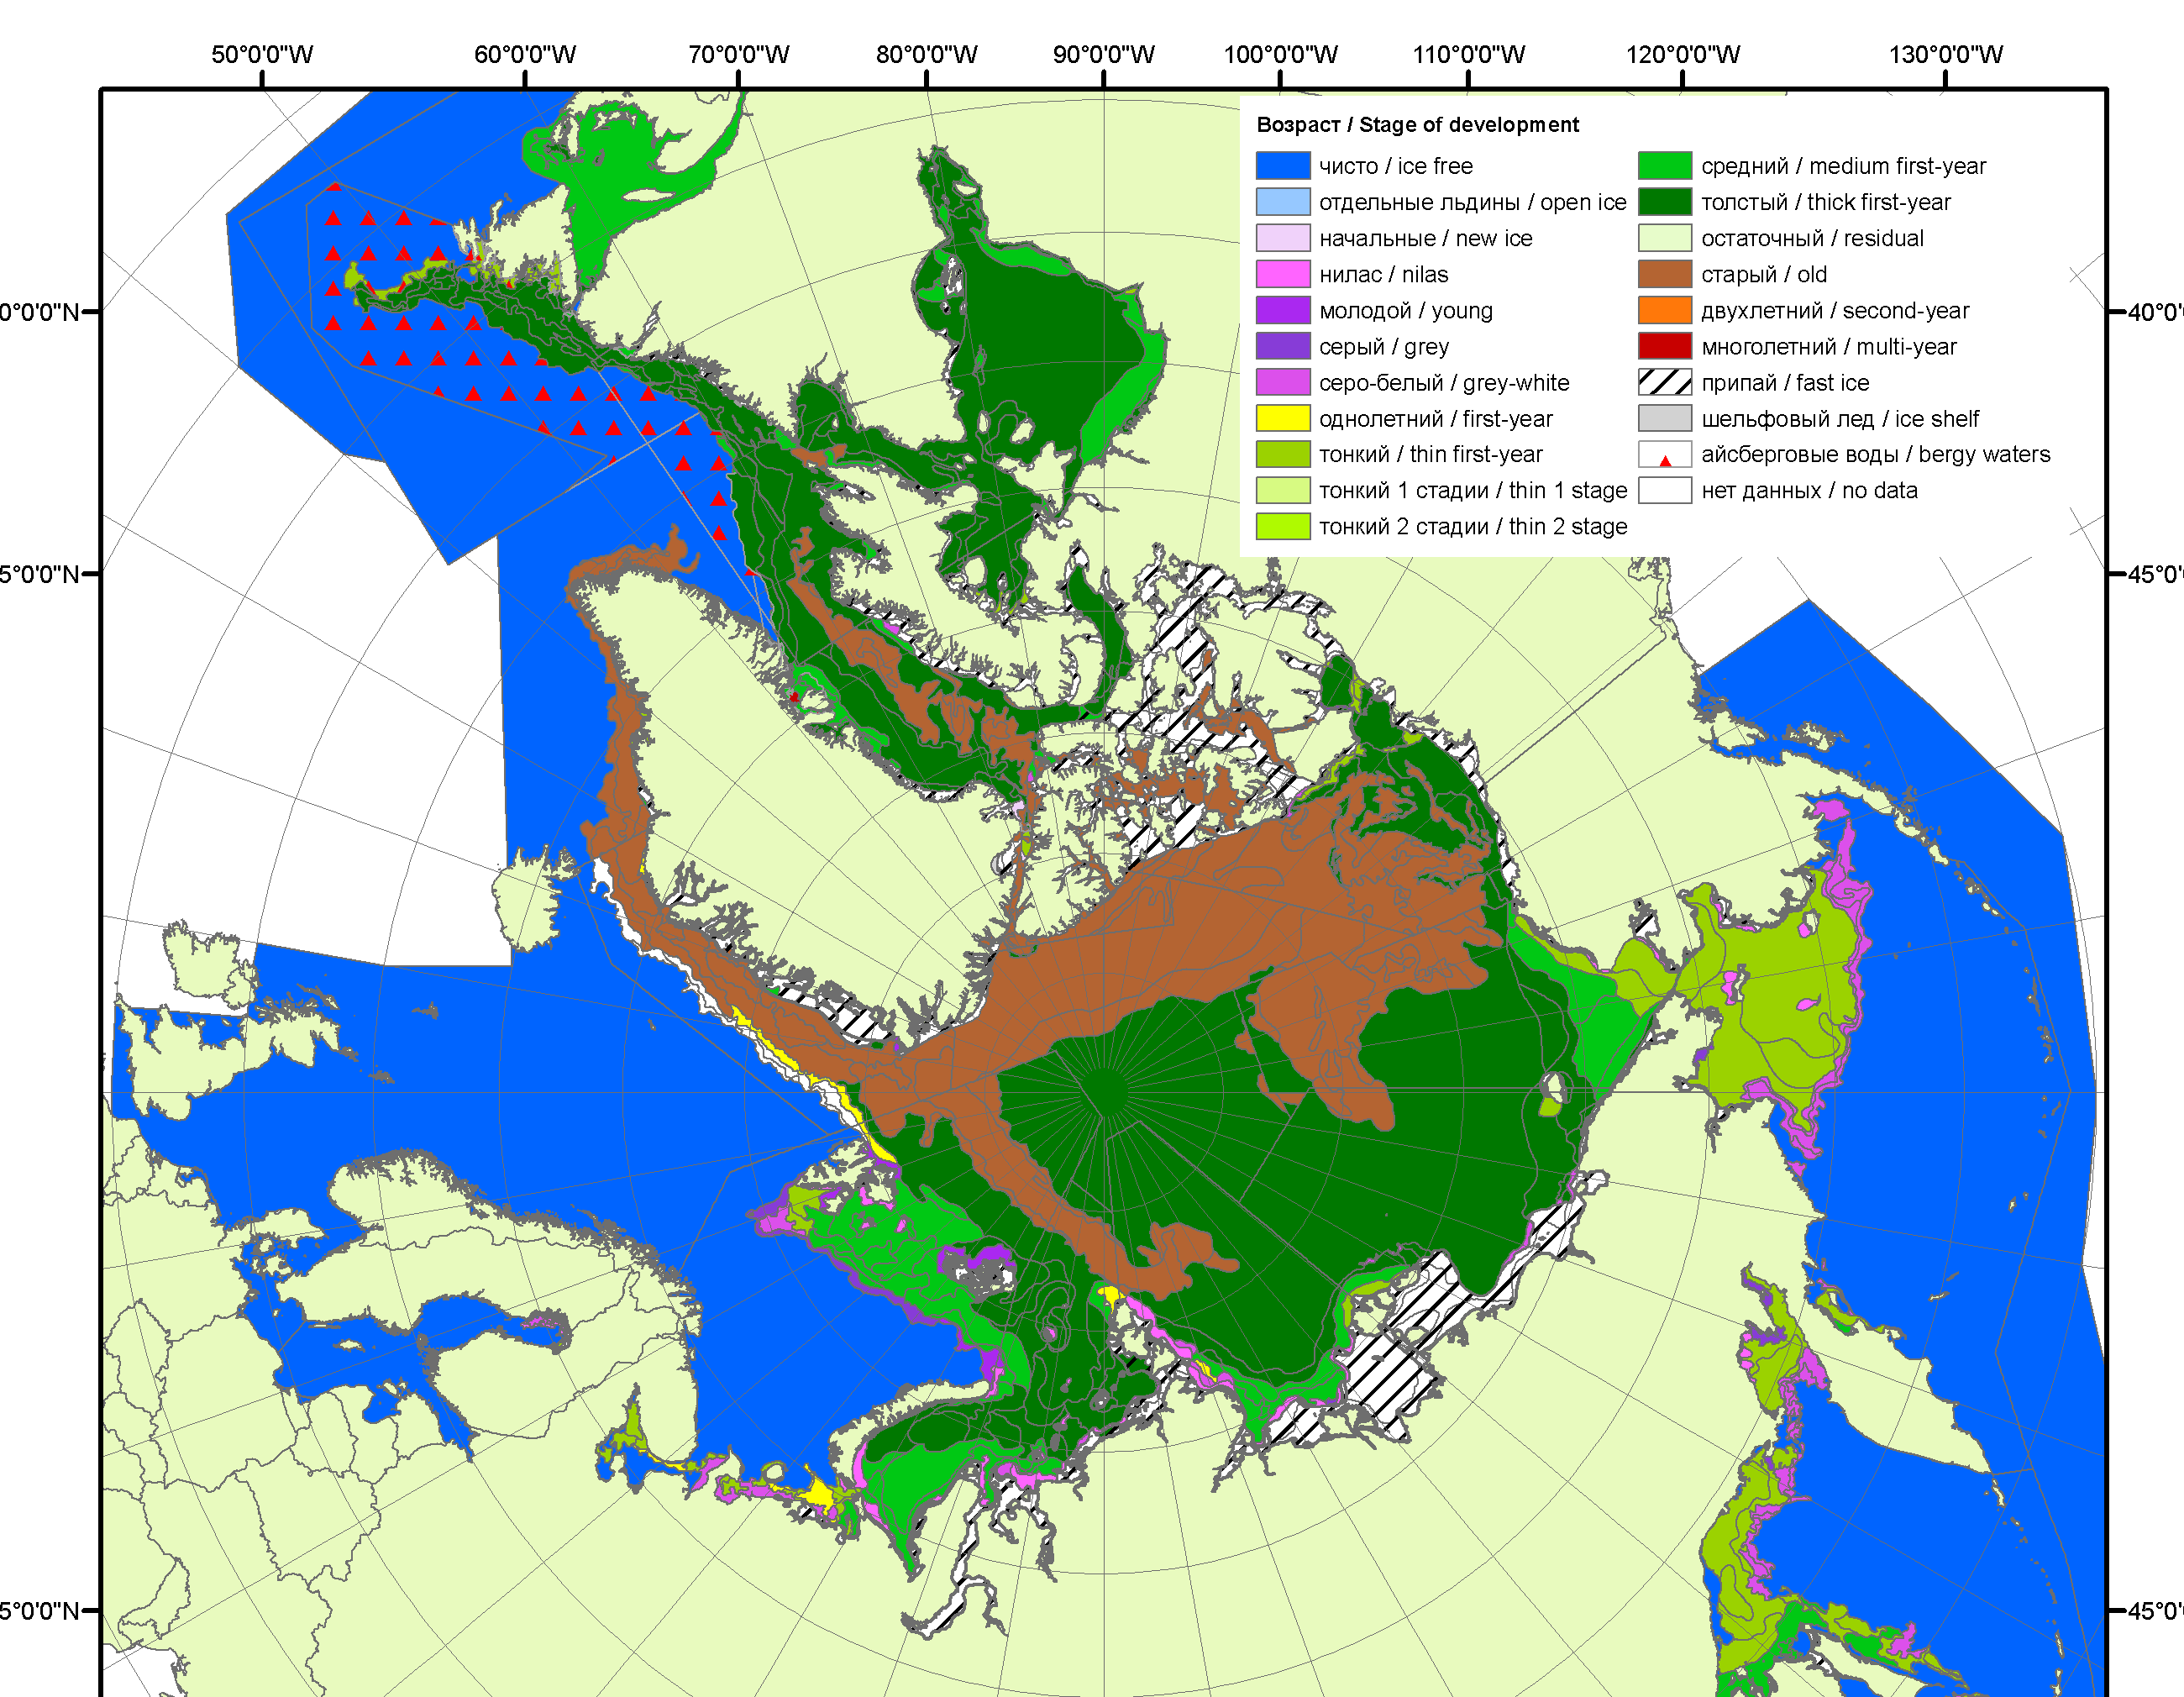 50°0'0"W 60°0'0"W 70°0'0"W 80°0'0"W 90°0'0"W 100°0'0"W 110°0'0"W 120°0'0"W 130°0'0"W
Возраст / Stage of development
чисто / ice free
отдельные льдины / open ice
начальные / new ice
нилас / nilas
молодой / young
серый / grey
серо-белый / grey-white
однолетний / first-year
тонкий / thin first-year
тонкий 1 стадии / thin 1 stage
тонкий 2 стадии / thin 2 stage
средний / medium first-year
толстый / thick first-year
остаточный / residual
старый / old
двухлетний / second-year
многолетний / multi-year
припай / fast ice
шельфовый лед / ice shelf
айсберговые воды / bergy waters
нет данных / no data
0°0'0"N
40°0'0
5°0'0"N
45°0'0
5°0'0"N
45°0'0